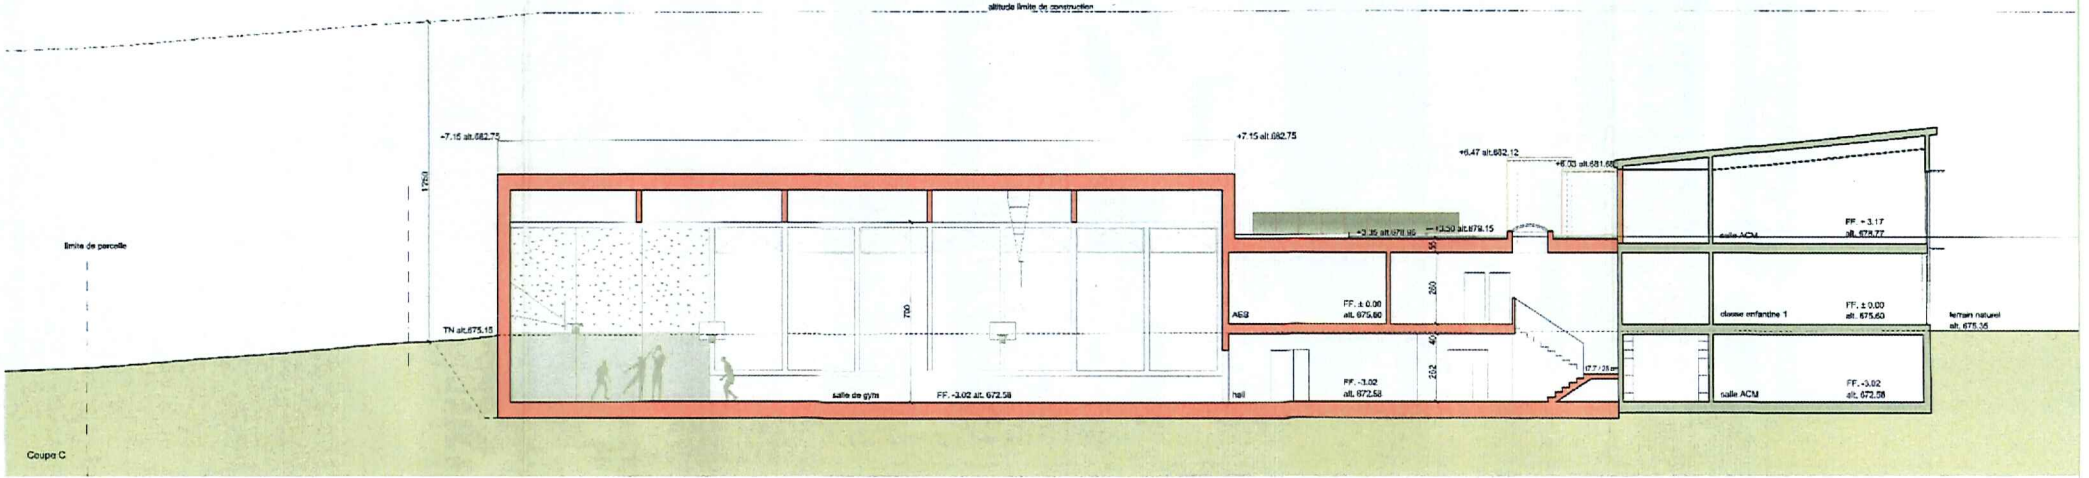 altitude limite de construction
+7.15 alt.682.75
+7.15 alt.682.75
+6.47 alt.682.12
+6.03 alt.681.68
1250
limite de parcelle
FF. + 3.17
salle ACM
alt. 678.77
+3.35 alt.678.95
+3.50 alt.679.15
55
700
260
AES
FF. ± 0.00
alt. 675.60
classe enfantine 1
FF. ± 0.00
alt. 675.60
terrain naturel
alt. 675.35
TN alt.675.15
40
262
salle de gym
FF. -3.02 alt. 672.58
hall
FF. -3.02
alt. 672.58
salle ACM
FF. -3.02
alt. 672.58
Coupe C